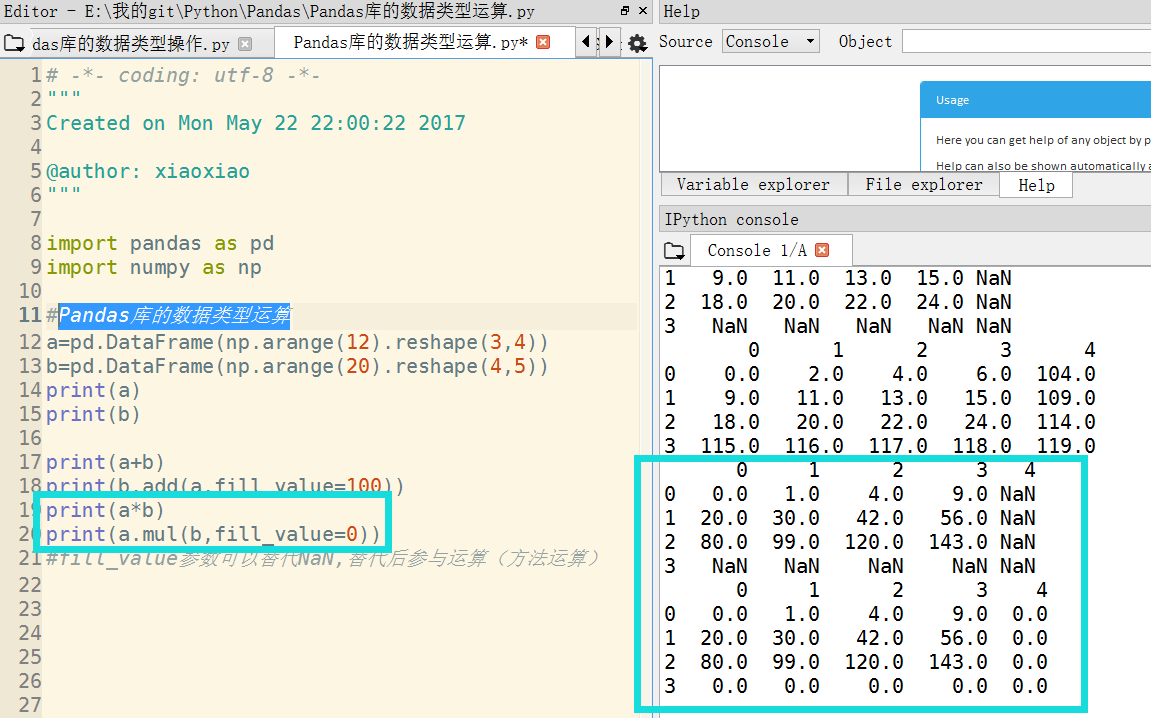 Editor - E:\我的git\Python\Pandas\Pandas库的数据类型运算.py
das库的数据类型操作.py
Pandas库的数据类型运算.py*
1 # -*- coding: utf-8 -*-
2 """
3 Created on Mon May 22 22:00:22 2017
4
5 @author: xiaoxiao
6 """
7
8 import pandas as pd
9 import numpy as np
10
11 #Pandas库的数据类型运算
12 a=pd.DataFrame(np.arange(12).reshape(3,4))
13 b=pd.DataFrame(np.arange(20).reshape(4,5))
14 print(a)
15 print(b)
16
17 print(a+b)
18 print(b.add(a,fill_value=100))
19 print(a*b)
20 print(a.mul(b,fill_value=0))
21 #fill_value参数可以替代NaN,替代后参与运算（方法运算）
22
23
24
25
26
27
Help
Source Console Object
Usage
Here you can get help of any object by p
Help can also be shown automatically a
Variable explorer File explorer Help
IPython console
Console 1/A
1 9.0 11.0 13.0 15.0 NaN
2 18.0 20.0 22.0 24.0 NaN
3 NaN NaN NaN NaN NaN
0 1 2 3 4
0 0.0 2.0 4.0 6.0 104.0
1 9.0 11.0 13.0 15.0 109.0
2 18.0 20.0 22.0 24.0 114.0
3 115.0 116.0 117.0 118.0 119.0
0 1 2 3 4
0 0.0 1.0 4.0 9.0 NaN
1 20.0 30.0 42.0 56.0 NaN
2 80.0 99.0 120.0 143.0 NaN
3 NaN NaN NaN NaN NaN
0 1 2 3 4
0 0.0 1.0 4.0 9.0 0.0
1 20.0 30.0 42.0 56.0 0.0
2 80.0 99.0 120.0 143.0 0.0
3 0.0 0.0 0.0 0.0 0.0